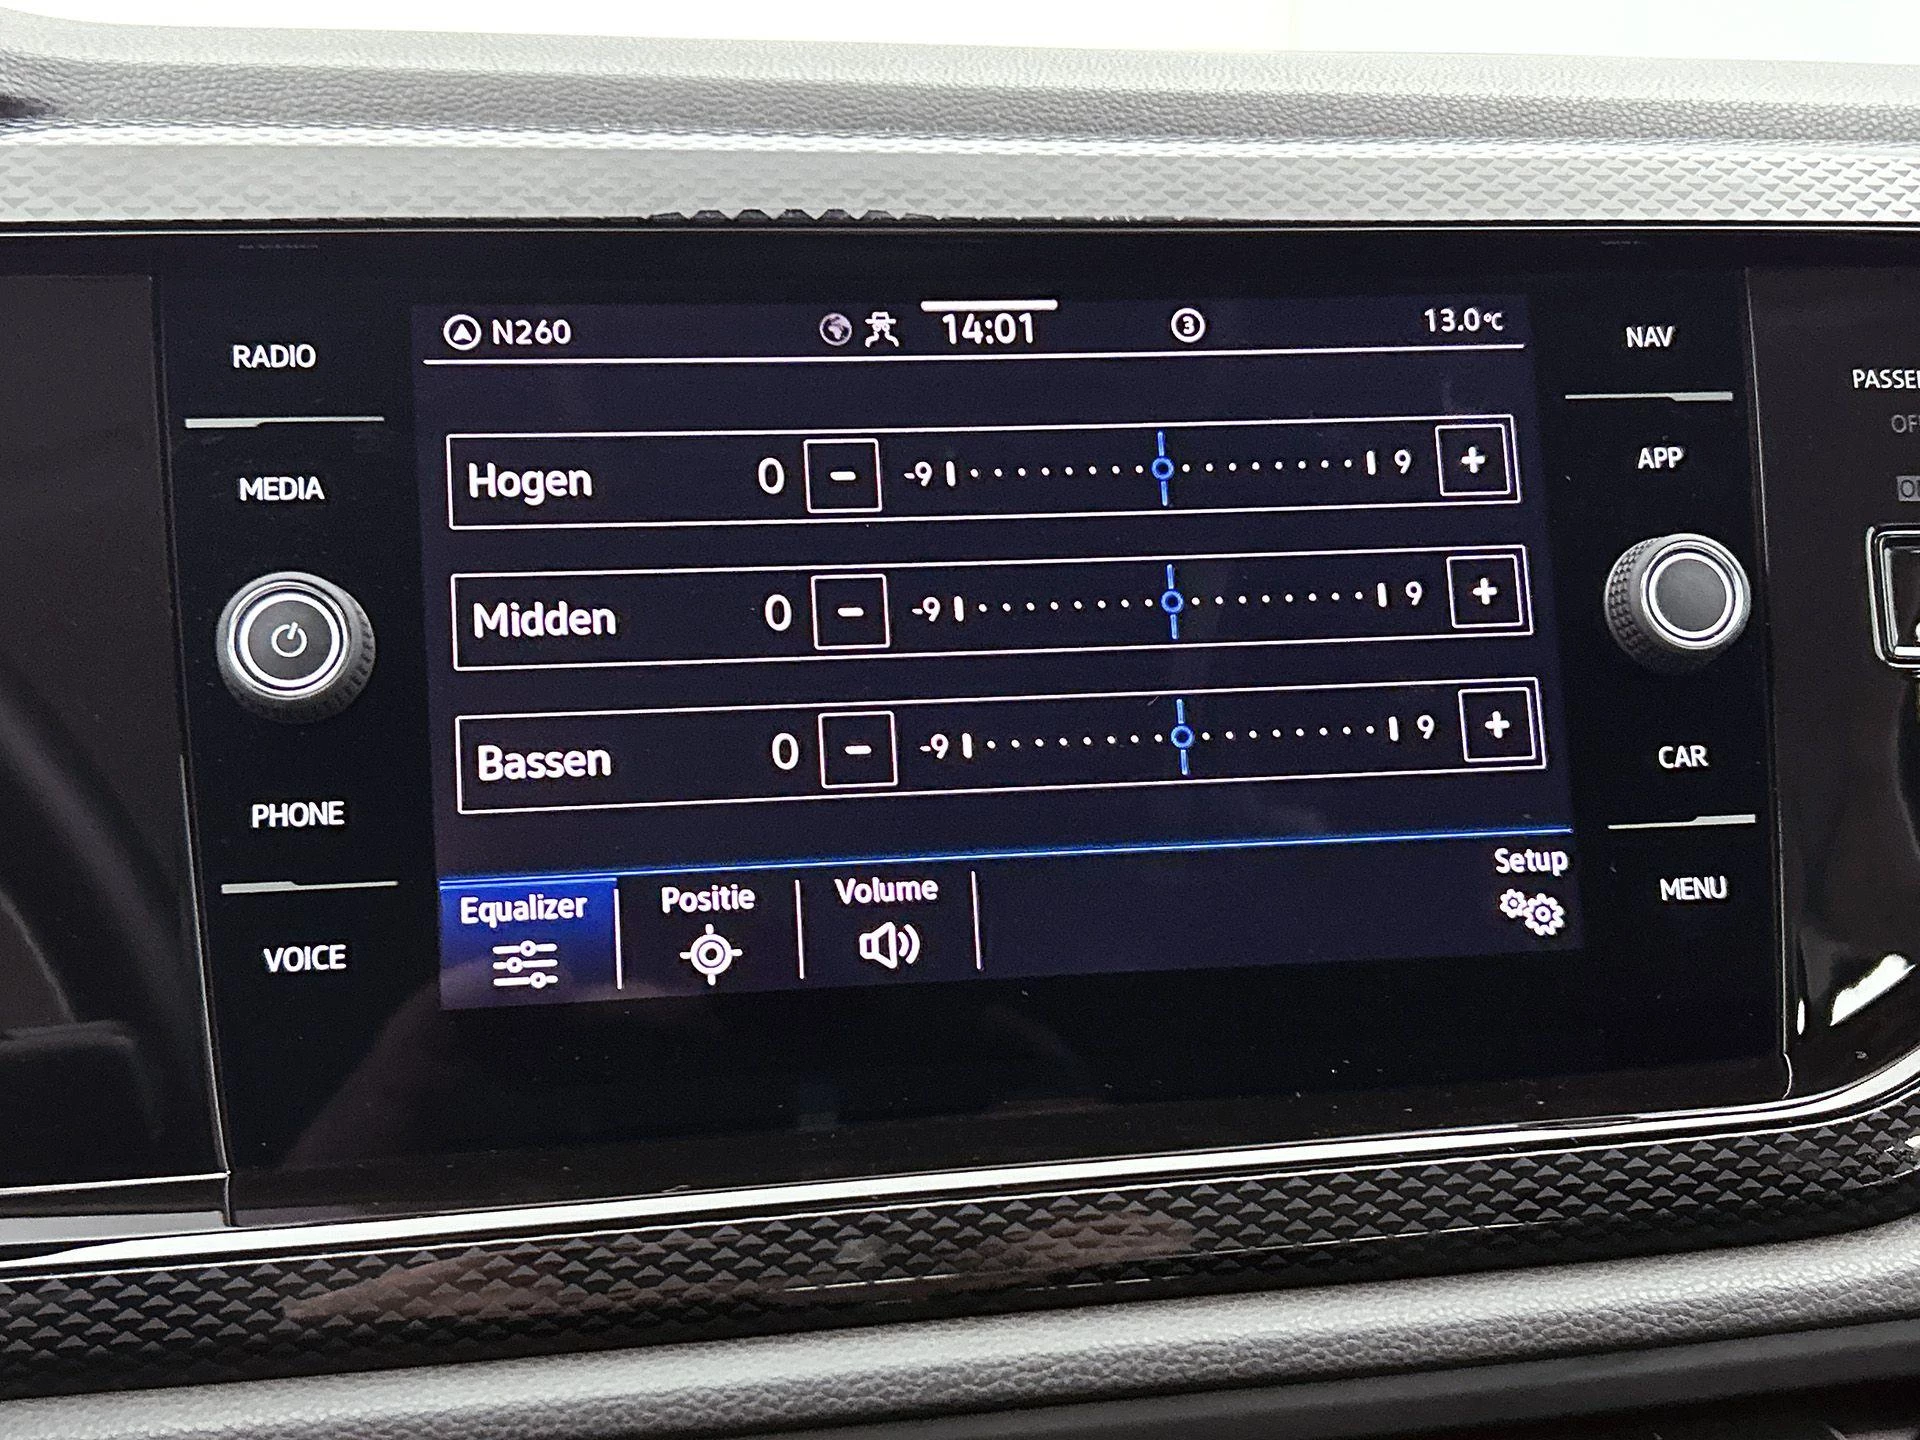 RADIO
MEDIA
PHONE
VOICE
N260
14:01
3
13.0°C
Hogen 0 - -9 9 +
Midden 0 - -9 9 +
Bassen 0 - -9 9 +
Equalizer
Positie
Volume
Setup
NAV
APP
CAR
MENU